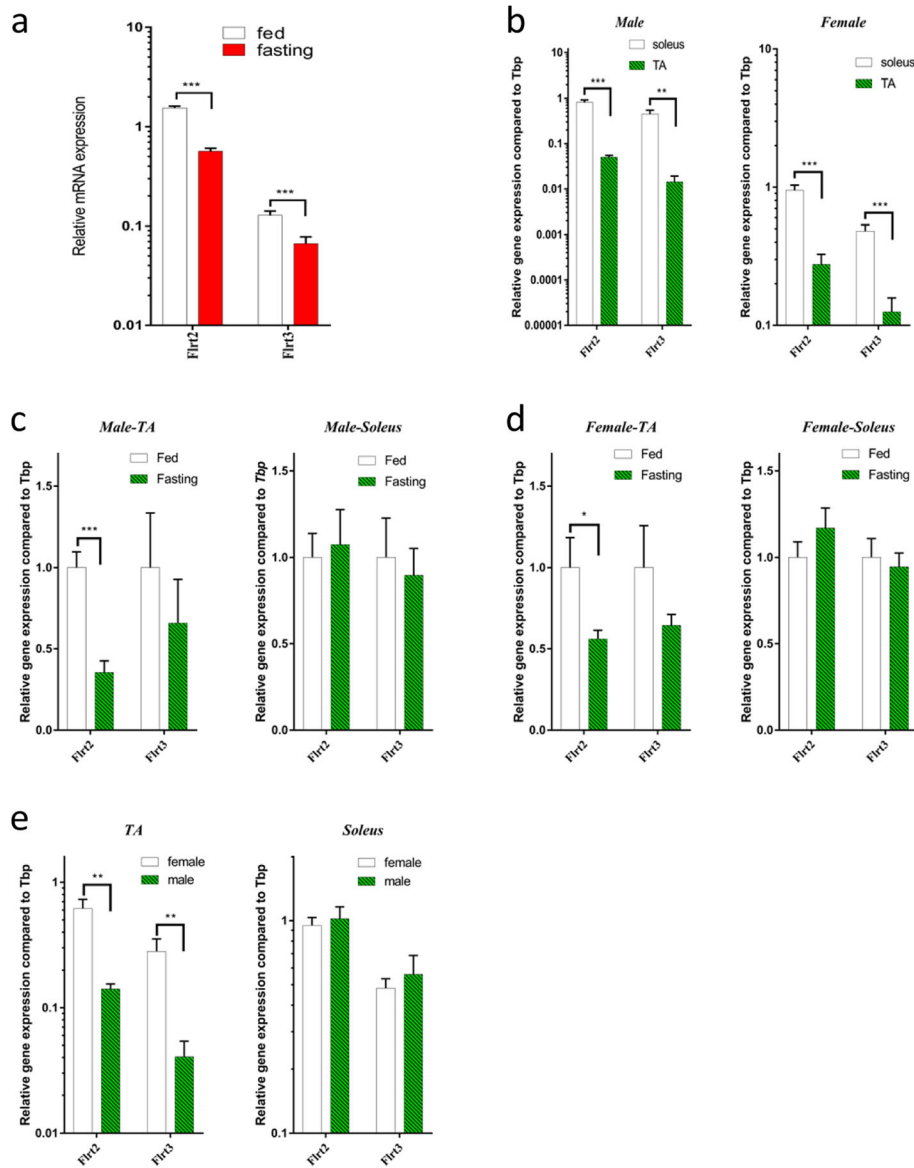 a
fed
fasting
Relative mRNA expression
10
1
0.1
0.01
***
***
Flrt2
Flrt3
b
Male
soleus
TA
Relative gene expression compared to Tbp
10
1
0.1
0.01
0.001
0.0001
0.00001
***
**
Flrt2
Flrt3
Female
soleus
TA
Relative gene expression compared to Tbp
10
1
0.1
***
***
Flrt2
Flrt3
c
Male-TA
Fed
Fasting
Relative gene expression compared to Tbp
1.5
1.0
0.5
0.0
***
Flrt2
Flrt3
Male-Soleus
Fed
Fasting
Relative gene expression compared to Tbp
1.5
1.0
0.5
0.0
Flrt2
Flrt3
d
Female-TA
Fed
Fasting
Relative gene expression compared to Tbp
1.5
1.0
0.5
0.0
*
Flrt2
Flrt3
Female-Soleus
Fed
Fasting
Relative gene expression compared to Tbp
1.5
1.0
0.5
0.0
Flrt2
Flrt3
e
TA
female
male
Relative gene expression compared to Tbp
1
0.1
0.01
**
**
Flrt2
Flrt3
Soleus
female
male
Relative gene expression compared to Tbp
1
0.1
Flrt2
Flrt3